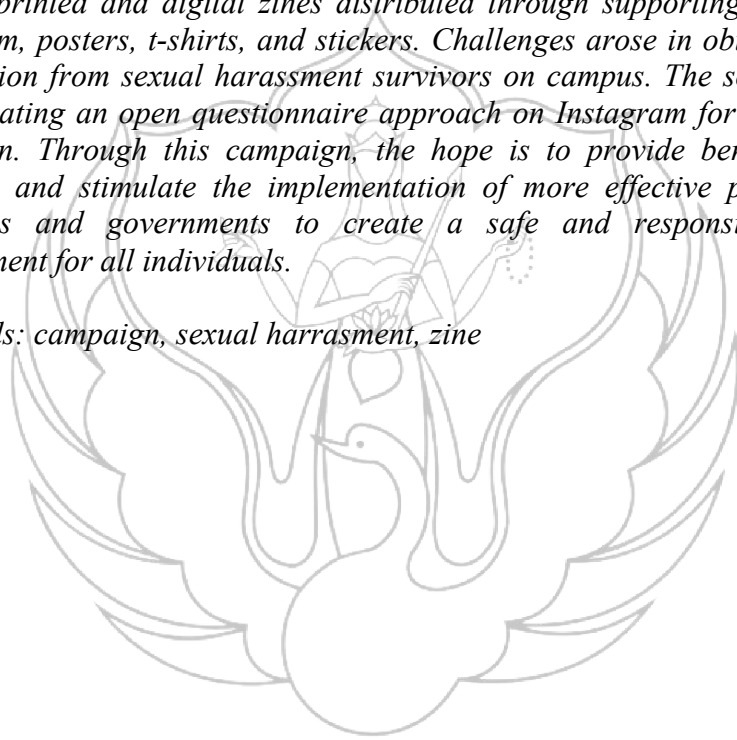 printed and digital zines distributed through supporting
m, posters, t-shirts, and stickers. Challenges arose in ob
ion from sexual harassment survivors on campus. The s
ating an open questionnaire approach on Instagram for
n. Through this campaign, the hope is to provide ber
and stimulate the implementation of more effective p
s and governments to create a safe and respons
ment for all individuals.
ls: campaign, sexual harrasment, zine